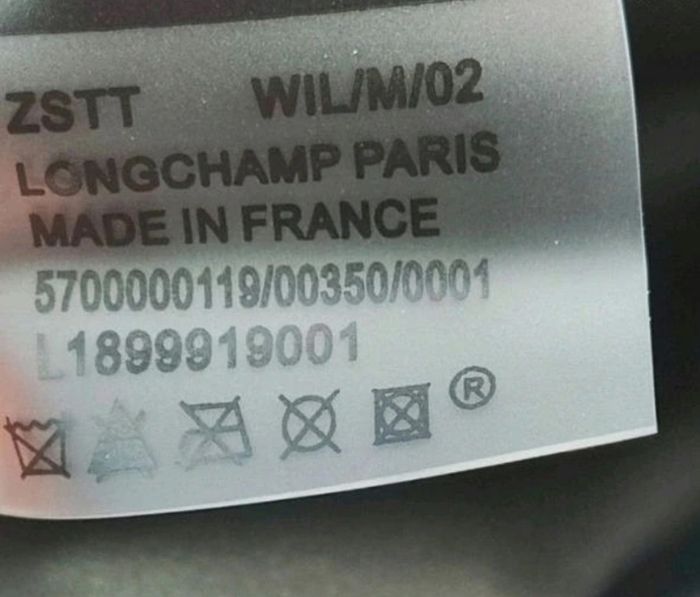 ZSTT WIL/M/02
LONGCHAMP PARIS
MADE IN FRANCE
5700000119/00350/0001
L1899919001
®